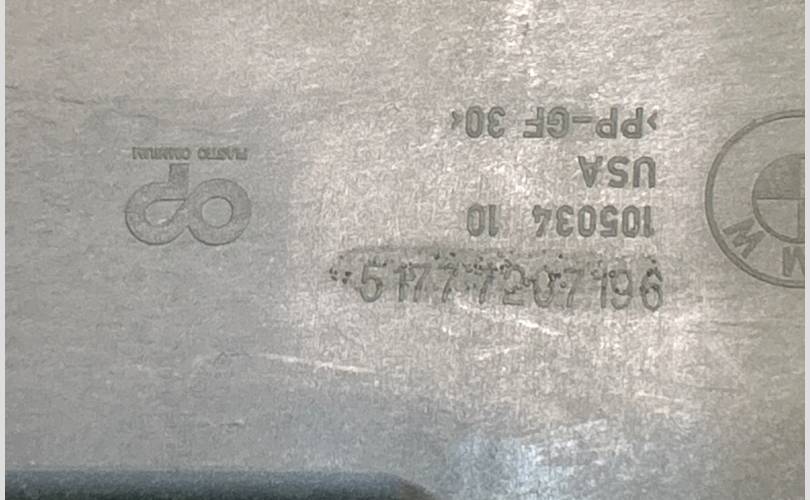 5177 7207196
105034 10
USA
>PP-GF 30<
PLASTIC OMNIUM
M W